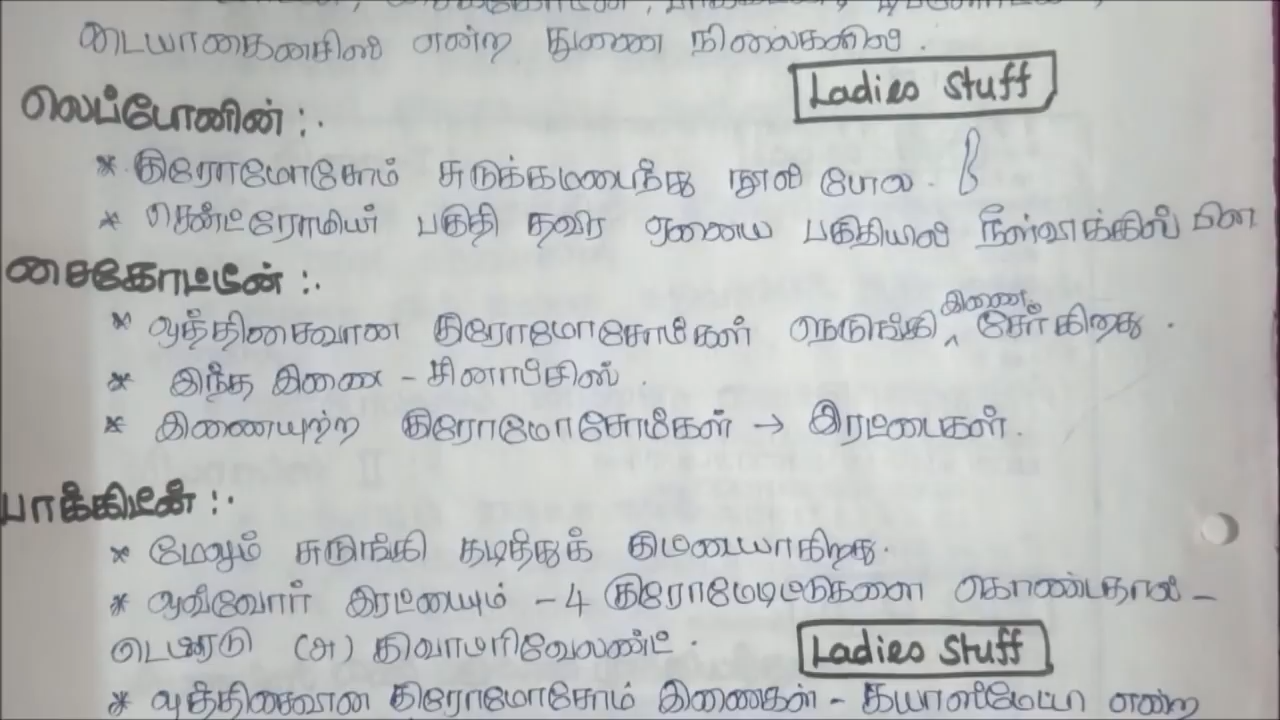 டையாகைனசிஸ் என்ற துணை நிலைகளில்.
Ladies Stuff
லெப்போடீன் :.
* குரோமோசோம் சுருக்கமடைந்து நூல் போல.
* சென்ட்ரோமியர் பகுதி தவிர ஏனைய பகுதியில் நீள்வாக்கில் பிள
சைகோட்டீன் :.
* ஒத்திசைவான குரோமோசோம்கள் நெருங்கி இணை சேர்கிறது.
* இந்த இணை - சினாப்சிஸ்.
* இணையுற்ற குரோமோசோம்கள் → இரட்டைகள்.
பாக்கிடீன் :.
* மேலும் சுருங்கி தடித்துக் குட்டையாகிறது.
* ஒவ்வோர் இரட்டையும் - 4 குரோமேடிட்டுகளை கொண்டதால் -
டெட்ராடு (அ) பைவாலண்ட்.
Ladies Stuff
* ஒத்திசைவான குரோமோசோம் இணைகள் - கயாஸ்மேட்டா என்ற